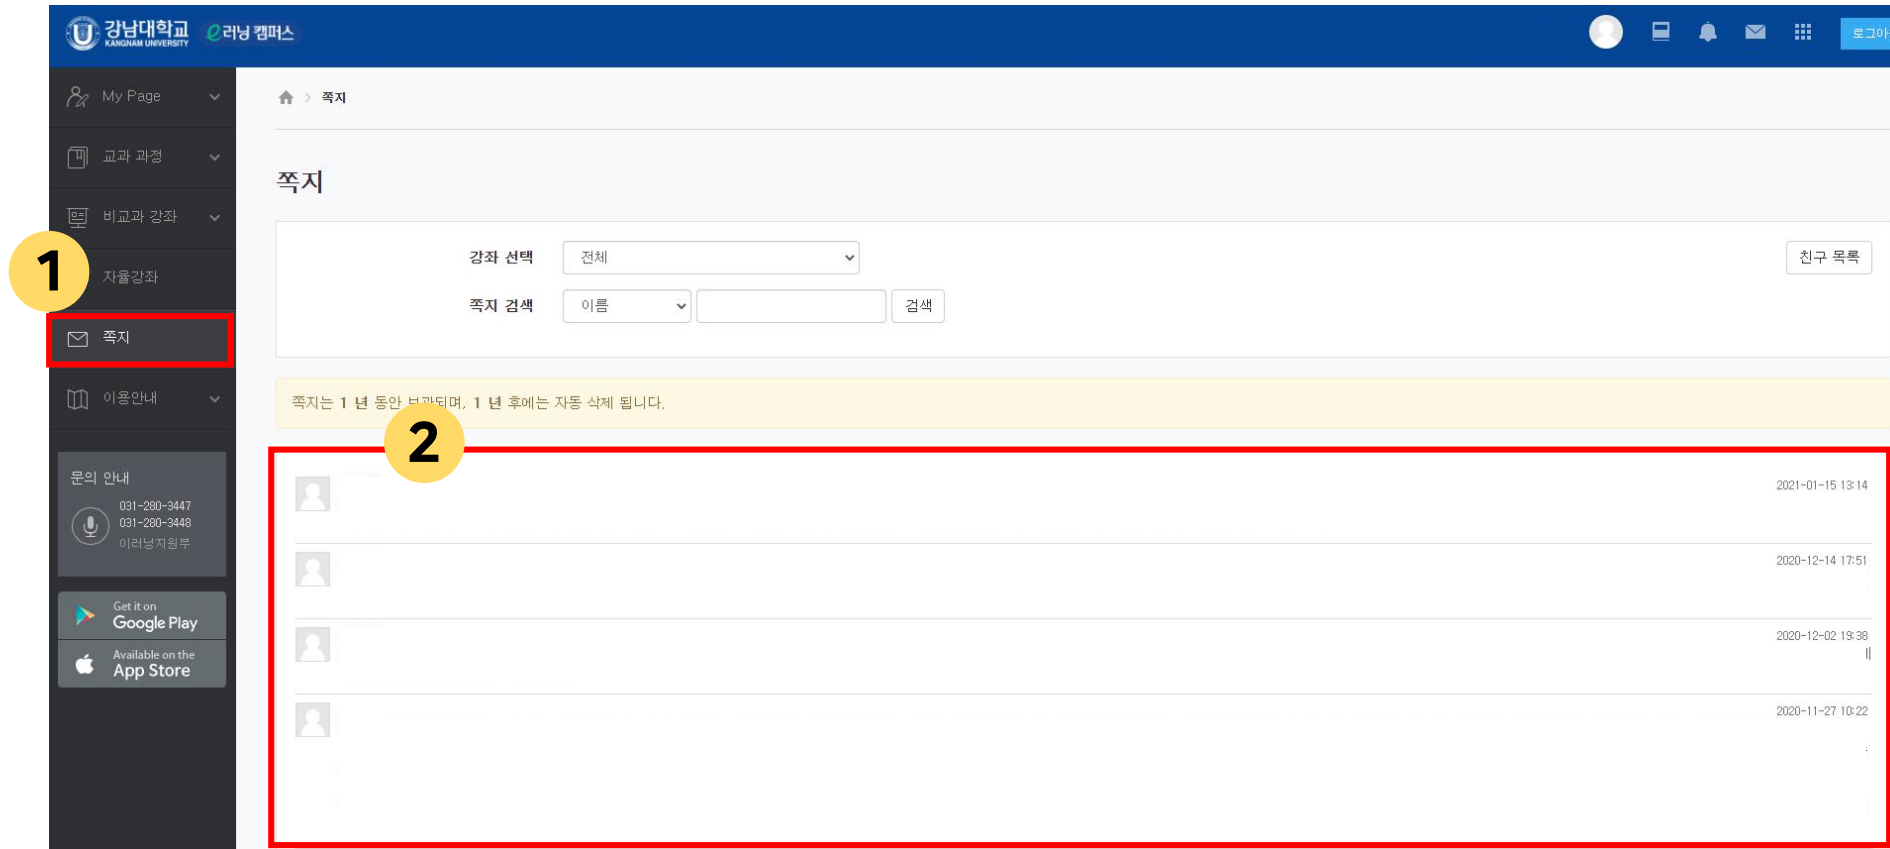 강남대학교
KANGNAM UNIVERSITY
e러닝 캠퍼스
로그아
My Page
교과 과정
비교과 강좌
1
자율강좌
쪽지
이용안내
문의 안내
031-280-3447
031-280-3448
이러닝지원부
Get it on
Google Play
Available on the
App Store
쪽지
쪽지
강좌 선택 전체 친구 목록
쪽지 검색 이름 검색
쪽지는 1 년 동안 보관되며, 1 년 후에는 자동 삭제 됩니다.
2
2021-01-15 13:14
2020-12-14 17:51
2020-12-02 19:38
2020-11-27 10:22